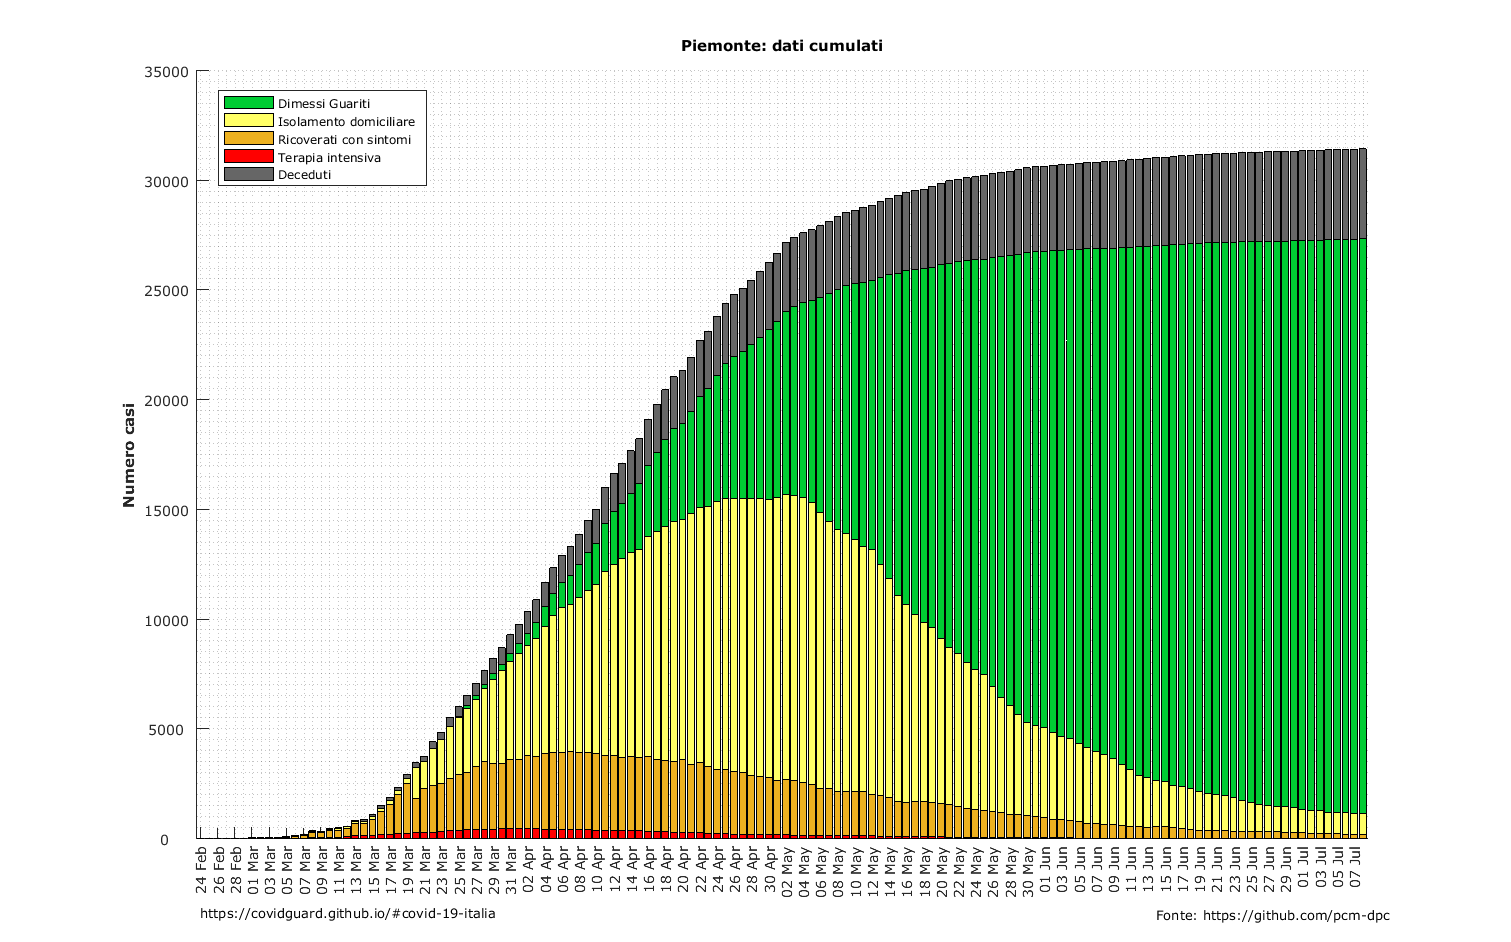 Piemonte: dati cumulati
35000
30000
25000
20000
15000
10000
5000
0
Numero casi
Dimessi Guariti
Isolamento domiciliare
Ricoverati con sintomi
Terapia intensiva
Deceduti
24 Feb
26 Feb
28 Feb
01 Mar
03 Mar
05 Mar
07 Mar
09 Mar
11 Mar
13 Mar
15 Mar
17 Mar
19 Mar
21 Mar
23 Mar
25 Mar
27 Mar
29 Mar
31 Mar
02 Apr
04 Apr
06 Apr
08 Apr
10 Apr
12 Apr
14 Apr
16 Apr
18 Apr
20 Apr
22 Apr
24 Apr
26 Apr
28 Apr
30 Apr
02 May
04 May
06 May
08 May
10 May
12 May
14 May
16 May
18 May
20 May
22 May
24 May
26 May
28 May
30 May
01 Jun
03 Jun
05 Jun
07 Jun
09 Jun
11 Jun
13 Jun
15 Jun
17 Jun
19 Jun
21 Jun
23 Jun
25 Jun
27 Jun
29 Jun
01 Jul
03 Jul
05 Jul
07 Jul
https://covidguard.github.io/#covid-19-italia
Fonte: https://github.com/pcm-dpc